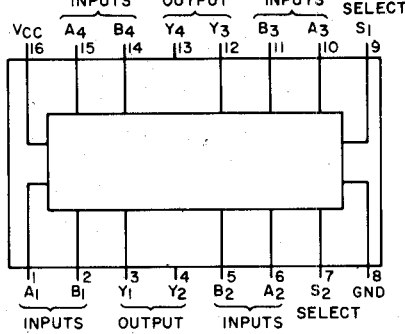 INPUTS OUTPUT INPUTS SELECT
VCC A4 B4 Y4 Y3 B3 A3 S1
16 15 14 13 12 11 10 9
1 2 3 4 5 6 7 8
A1 B1 Y1 Y2 B2 A2 S2 GND
INPUTS OUTPUT INPUTS SELECT